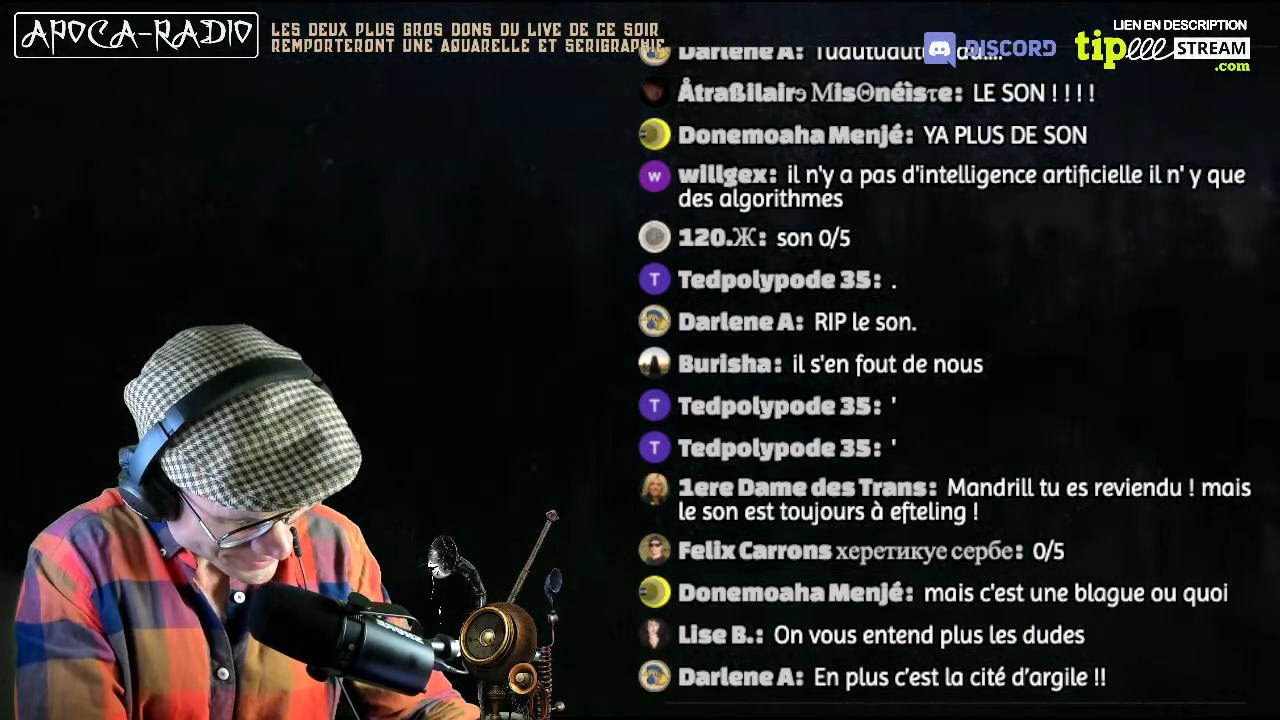 APOCA-RADIO
LES DEUX PLUS GROS DONS DU LIVE DE CE SOIR
REMPORTERONT UNE AQUARELLE ET SERIGRAPHIE
LIEN EN DESCRIPTION
DISCORD
tipeee STREAM
.com
Darlene A:
Åtraßilairэ MisΘnéisτe: LE SON ! ! ! !
Donemoaha Menjé: YA PLUS DE SON
W willgex: il n'y a pas d'intelligence artificielle il n' y que
des algorithmes
120.Ж: son 0/5
T Tedpolypode 35: .
Darlene A: RIP le son.
Burisha: il s'en fout de nous
T Tedpolypode 35: '
T Tedpolypode 35: '
1ere Dame des Trans: Mandrill tu es reviendu ! mais
le son est toujours à efteling !
Felix Carrons херетикуе сербе: 0/5
Donemoaha Menjé: mais c'est une blague ou quoi
Lise B.: On vous entend plus les dudes
Darlene A: En plus c’est la cité d’argile !!